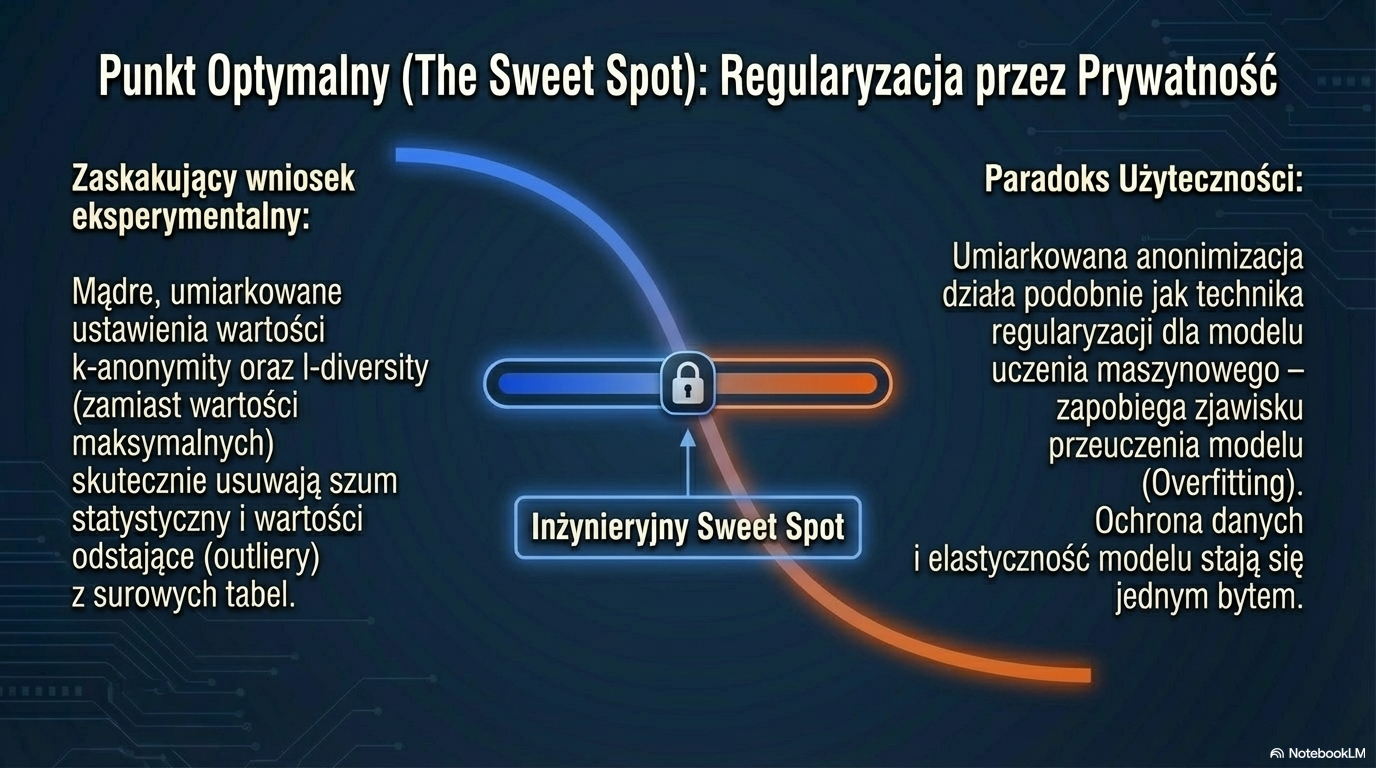 Punkt Optymalny (The Sweet Spot): Regularyzacja przez Prywatność
Zaskakujący wniosek
eksperymentalny:
Mądre, umiarkowane
ustawienia wartości
k-anonymity oraz l-diversity
(zamiast wartości
maksymalnych)
skutecznie usuwają szum
statystyczny i wartości
odstające (outliery)
z surowych tabel.
Inżynieryjny Sweet Spot
Paradoks Użyteczności:
Umiarkowana anonimizacja
działa podobnie jak technika
regularyzacji dla modelu
uczenia maszynowego –
zapobiega zjawisku
przeuczenia modelu
(Overfitting).
Ochrona danych
i elastyczność modelu stają się
jednym bytem.
NotebookLM